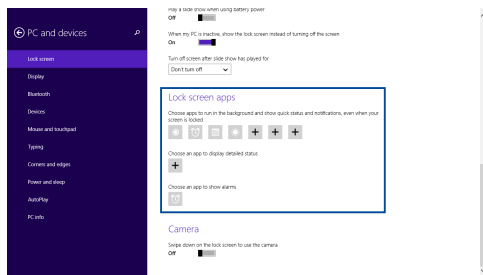 PC and devices
Lock screen
Display
Bluetooth
Devices
Mouse and touchpad
Typing
Corners and edges
Power and sleep
AutoPlay
PC info
Play a slide show when using battery power
Off
When my PC is inactive, show the lock screen instead of turning off the screen
On
Turn off screen after slide show has played for
Don't turn off
Lock screen apps
Choose apps to run in the background and show quick status and notifications, even when your
screen is locked
Choose an app to display detailed status
Choose an app to show alarms
Camera
Swipe down on the lock screen to use the camera
Off